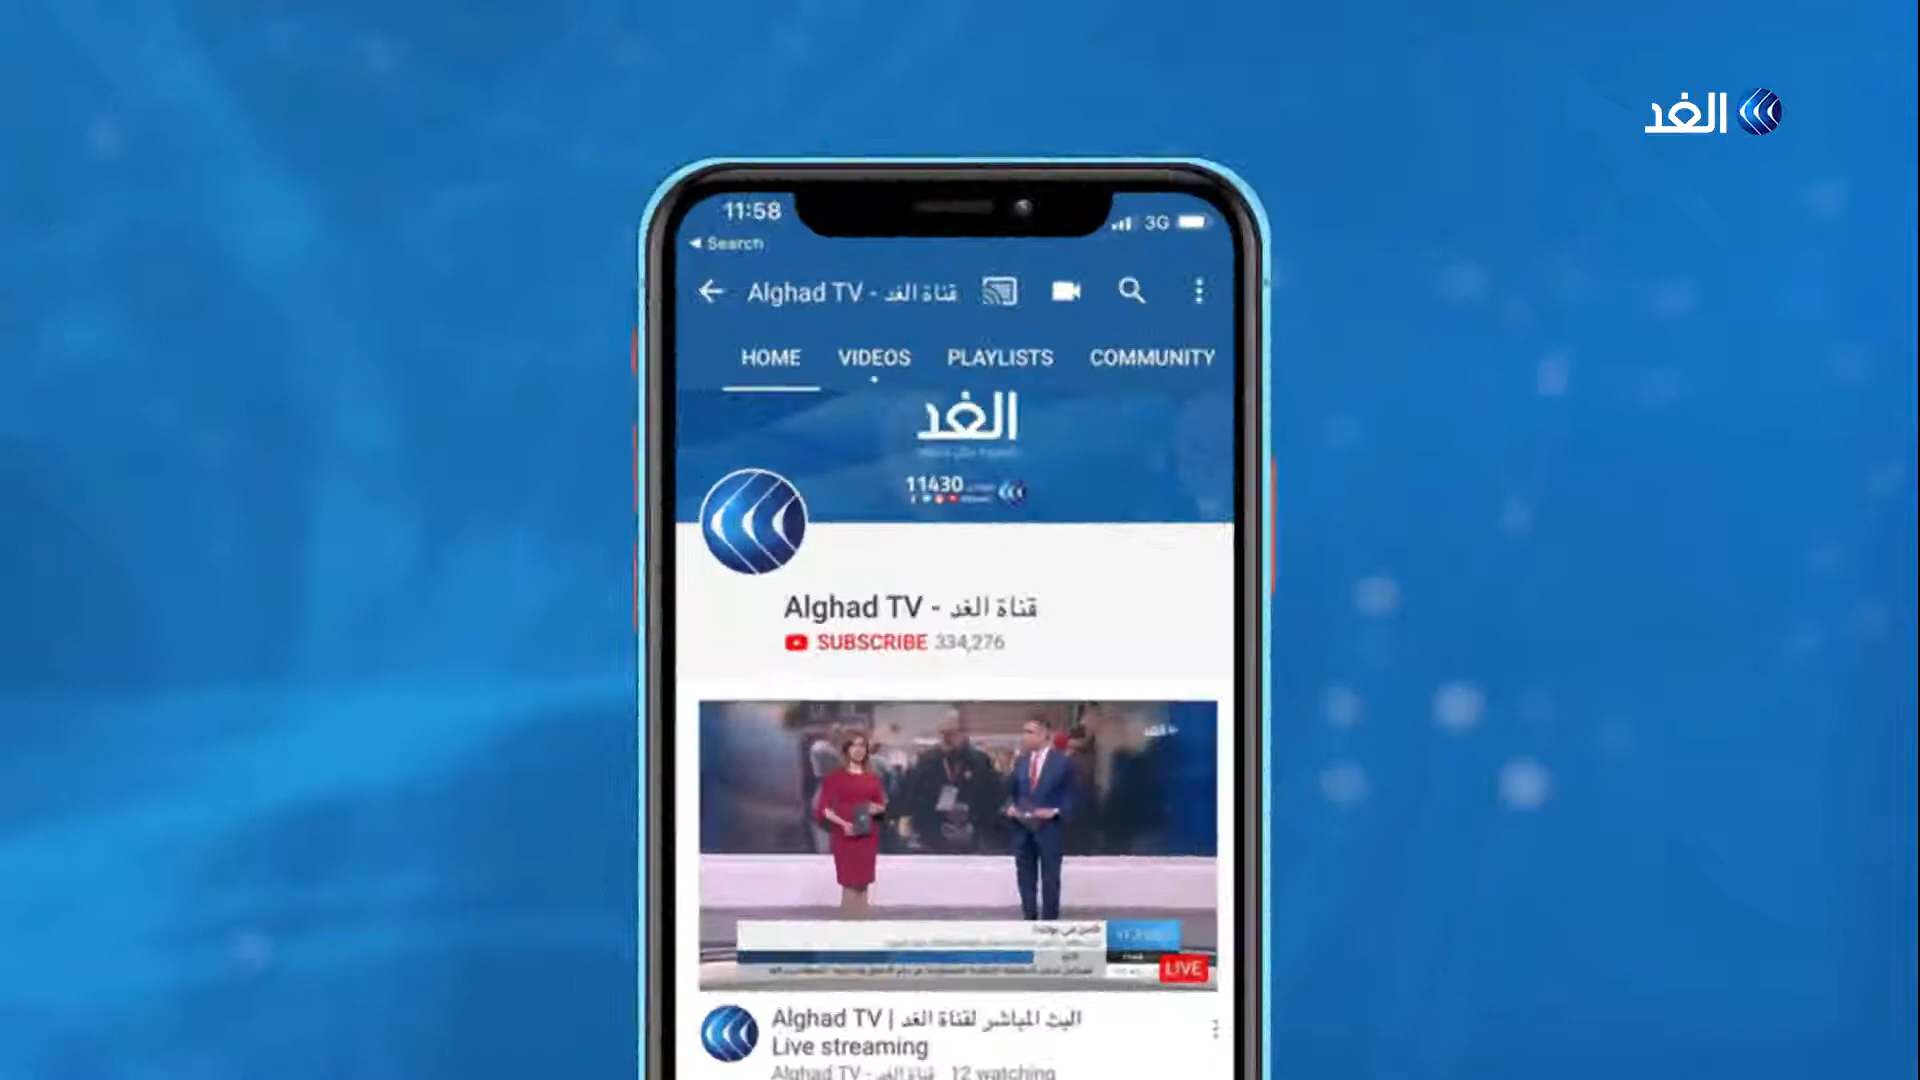 الغد
11:58
3G
Search
Alghad TV - قناة الغد
HOME VIDEOS PLAYLISTS COMMUNITY
الغد
11430
Alghad TV - قناة الغد
SUBSCRIBE 334,276
LIVE
Alghad TV | البث المباشر لقناة الغد
Live streaming
Alghad TV - قناة الغد 12 watching